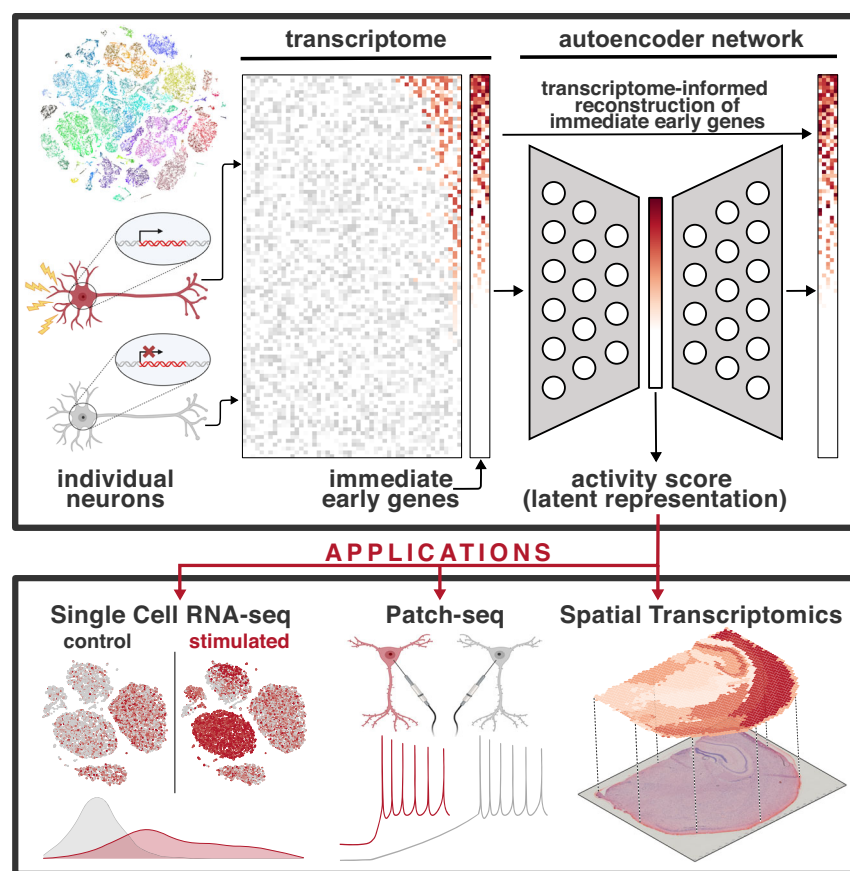 transcriptome
autoencoder network
transcriptome-informed
reconstruction of
immediate early genes
individual
neurons
immediate
early genes
activity score
(latent representation)
APPLICATIONS
Single Cell RNA-seq
control
stimulated
Patch-seq
Spatial Transcriptomics